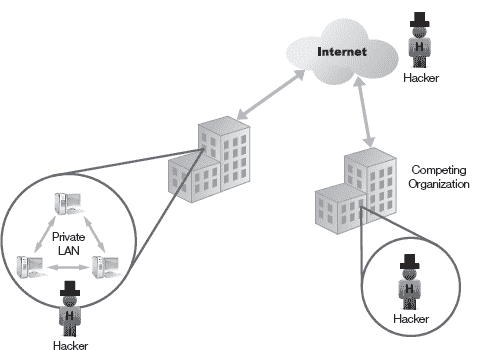 Internet
H
Hacker
Competing
Organization
Private
LAN
H
Hacker
H
Hacker